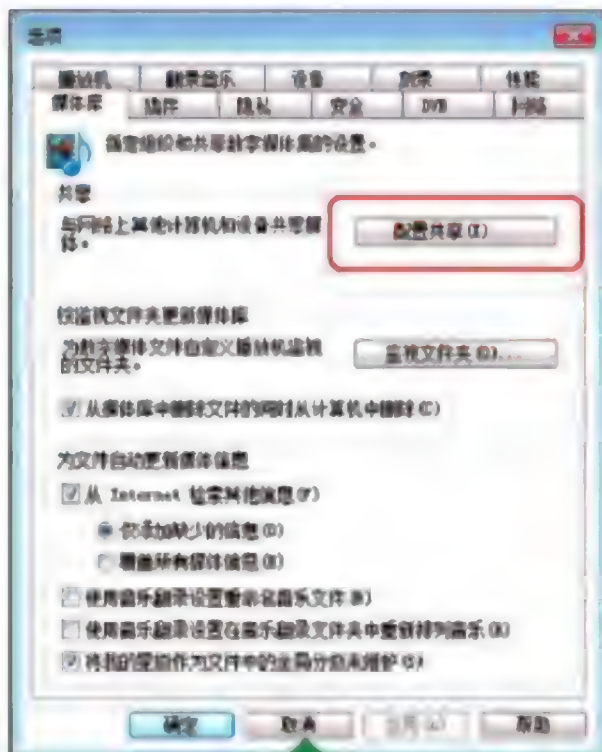 选项
播放机 翻录音乐 设备 刻录 性能
媒体库 插件 隐私 安全 DVD 网络
指定组织和共享数字媒体集的设置。
共享
与网络上其他计算机和设备共享媒
体。
配置共享(I)
按监视文件夹更新媒体库
为数字媒体文件自定义播放机监视
的文件夹。
监视文件夹(O)...
从媒体库中删除文件的同时从计算机中删除(C)
为文件自动更新媒体信息
从 Internet 检索其他信息(F)
仅添加缺少的信息(D)
覆盖所有媒体信息(E)
使用音乐翻录设置重命名音乐文件(R)
使用音乐翻录设置在音乐翻录文件夹中重新排列音乐(A)
将我的星级作为文件中的全局分级来维护(G)
确定 取消 应用(A) 帮助